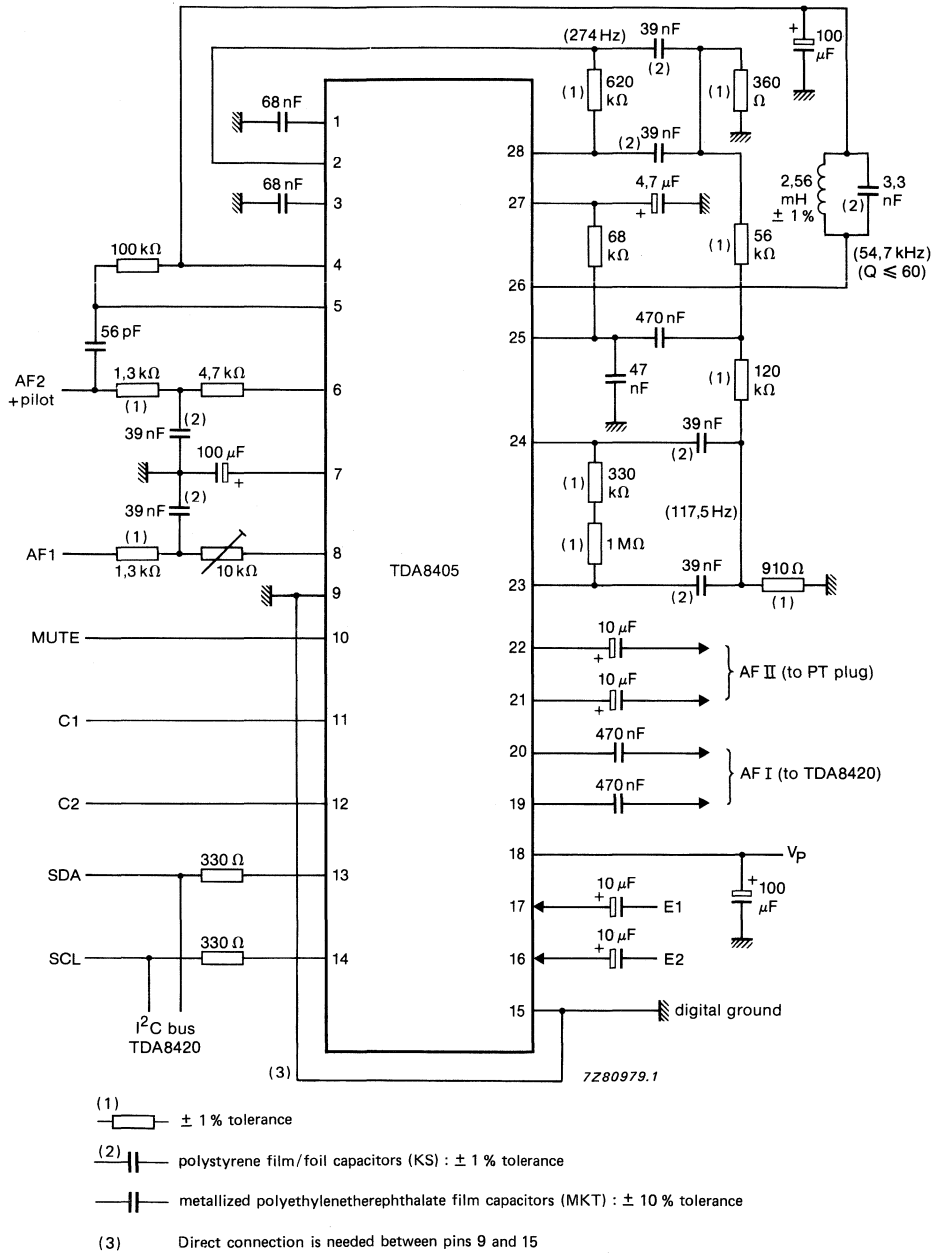 +
100
μF
(274 Hz)
39 nF
(2)
(1)
620
kΩ
(1)
360
Ω
68 nF
1
2
28
(2)
39 nF
68 nF
3
27
4,7 μF
+
2,56
mH
± 1%
(2)
3,3
nF
68
kΩ
(1)
56
kΩ
(54,7 kHz)
(Q ⩽ 60)
100 kΩ
4
26
5
56 pF
25
470 nF
47
nF
AF2
+pilot
1,3 kΩ
(1)
4,7 kΩ
6
(1)
120
kΩ
(2)
39 nF
24
39 nF
(2)
100 μF
+
7
(1)
330
kΩ
(2)
39 nF
(117,5 Hz)
AF1
(1)
1,3 kΩ
10 kΩ
8
(1)
1 MΩ
TDA8405
9
23
39 nF
(2)
910 Ω
(1)
MUTE
10
22
10 μF
+
AF II (to PT plug)
21
10 μF
+
C1
11
20
470 nF
AF I (to TDA8420)
19
470 nF
C2
12
18
VP
+
100
μF
SDA
330 Ω
13
17
10 μF
+
E1
SCL
330 Ω
14
16
10 μF
+
E2
15
digital ground
I²C bus
TDA8420
(3)
7Z80979.1
(1)
± 1 % tolerance
(2)
polystyrene film/foil capacitors (KS) : ± 1 % tolerance
metallized polyethylenetherephthalate film capacitors (MKT) : ± 10 % tolerance
(3) Direct connection is needed between pins 9 and 15